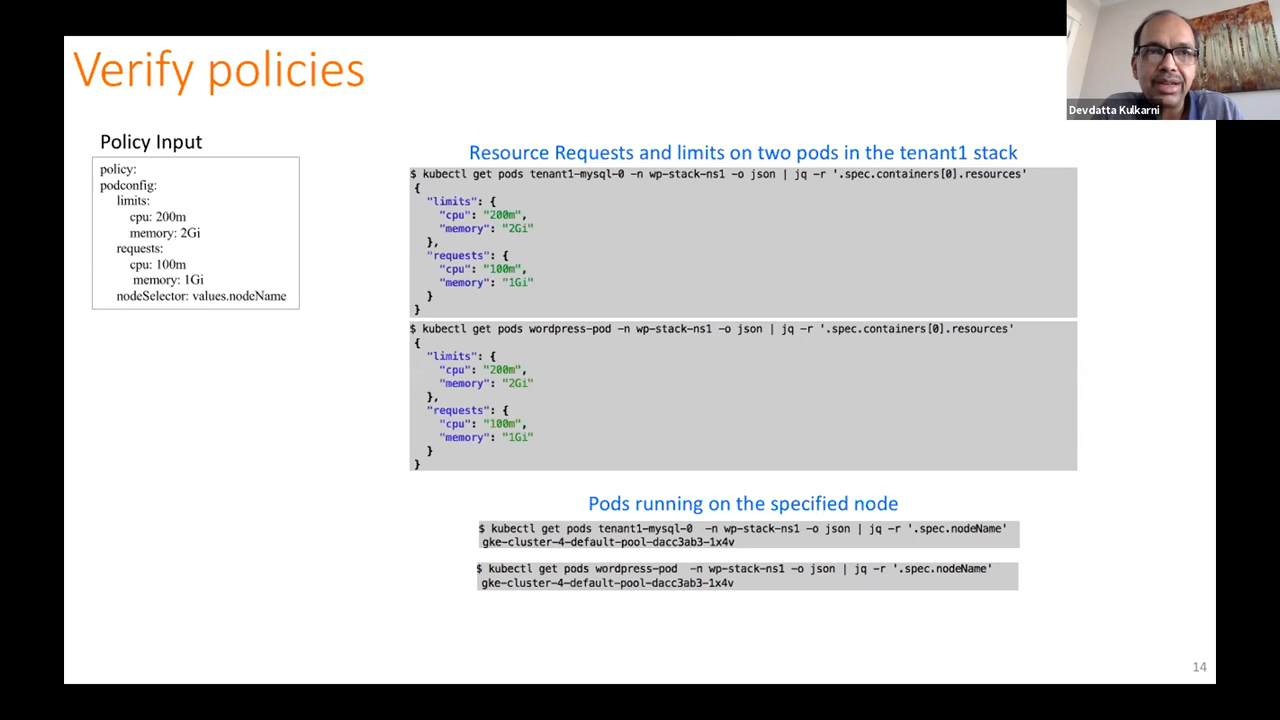 Verify policies
Devdatta Kulkarni
Policy Input
policy:
podconfig:
limits:
cpu: 200m
memory: 2Gi
requests:
cpu: 100m
memory: 1Gi
nodeSelector: values.nodeName
Resource Requests and limits on two pods in the tenant1 stack
$ kubectl get pods tenant1-mysql-0 -n wp-stack-ns1 -o json | jq -r '.spec.containers[0].resources'
{
"limits": {
"cpu": "200m",
"memory": "2Gi"
},
"requests": {
"cpu": "100m",
"memory": "1Gi"
}
}
$ kubectl get pods wordpress-pod -n wp-stack-ns1 -o json | jq -r '.spec.containers[0].resources'
{
"limits": {
"cpu": "200m",
"memory": "2Gi"
},
"requests": {
"cpu": "100m",
"memory": "1Gi"
}
}
Pods running on the specified node
$ kubectl get pods tenant1-mysql-0  -n wp-stack-ns1 -o json | jq -r '.spec.nodeName'
gke-cluster-4-default-pool-dacc3ab3-1x4v
$ kubectl get pods wordpress-pod  -n wp-stack-ns1 -o json | jq -r '.spec.nodeName'
gke-cluster-4-default-pool-dacc3ab3-1x4v
14